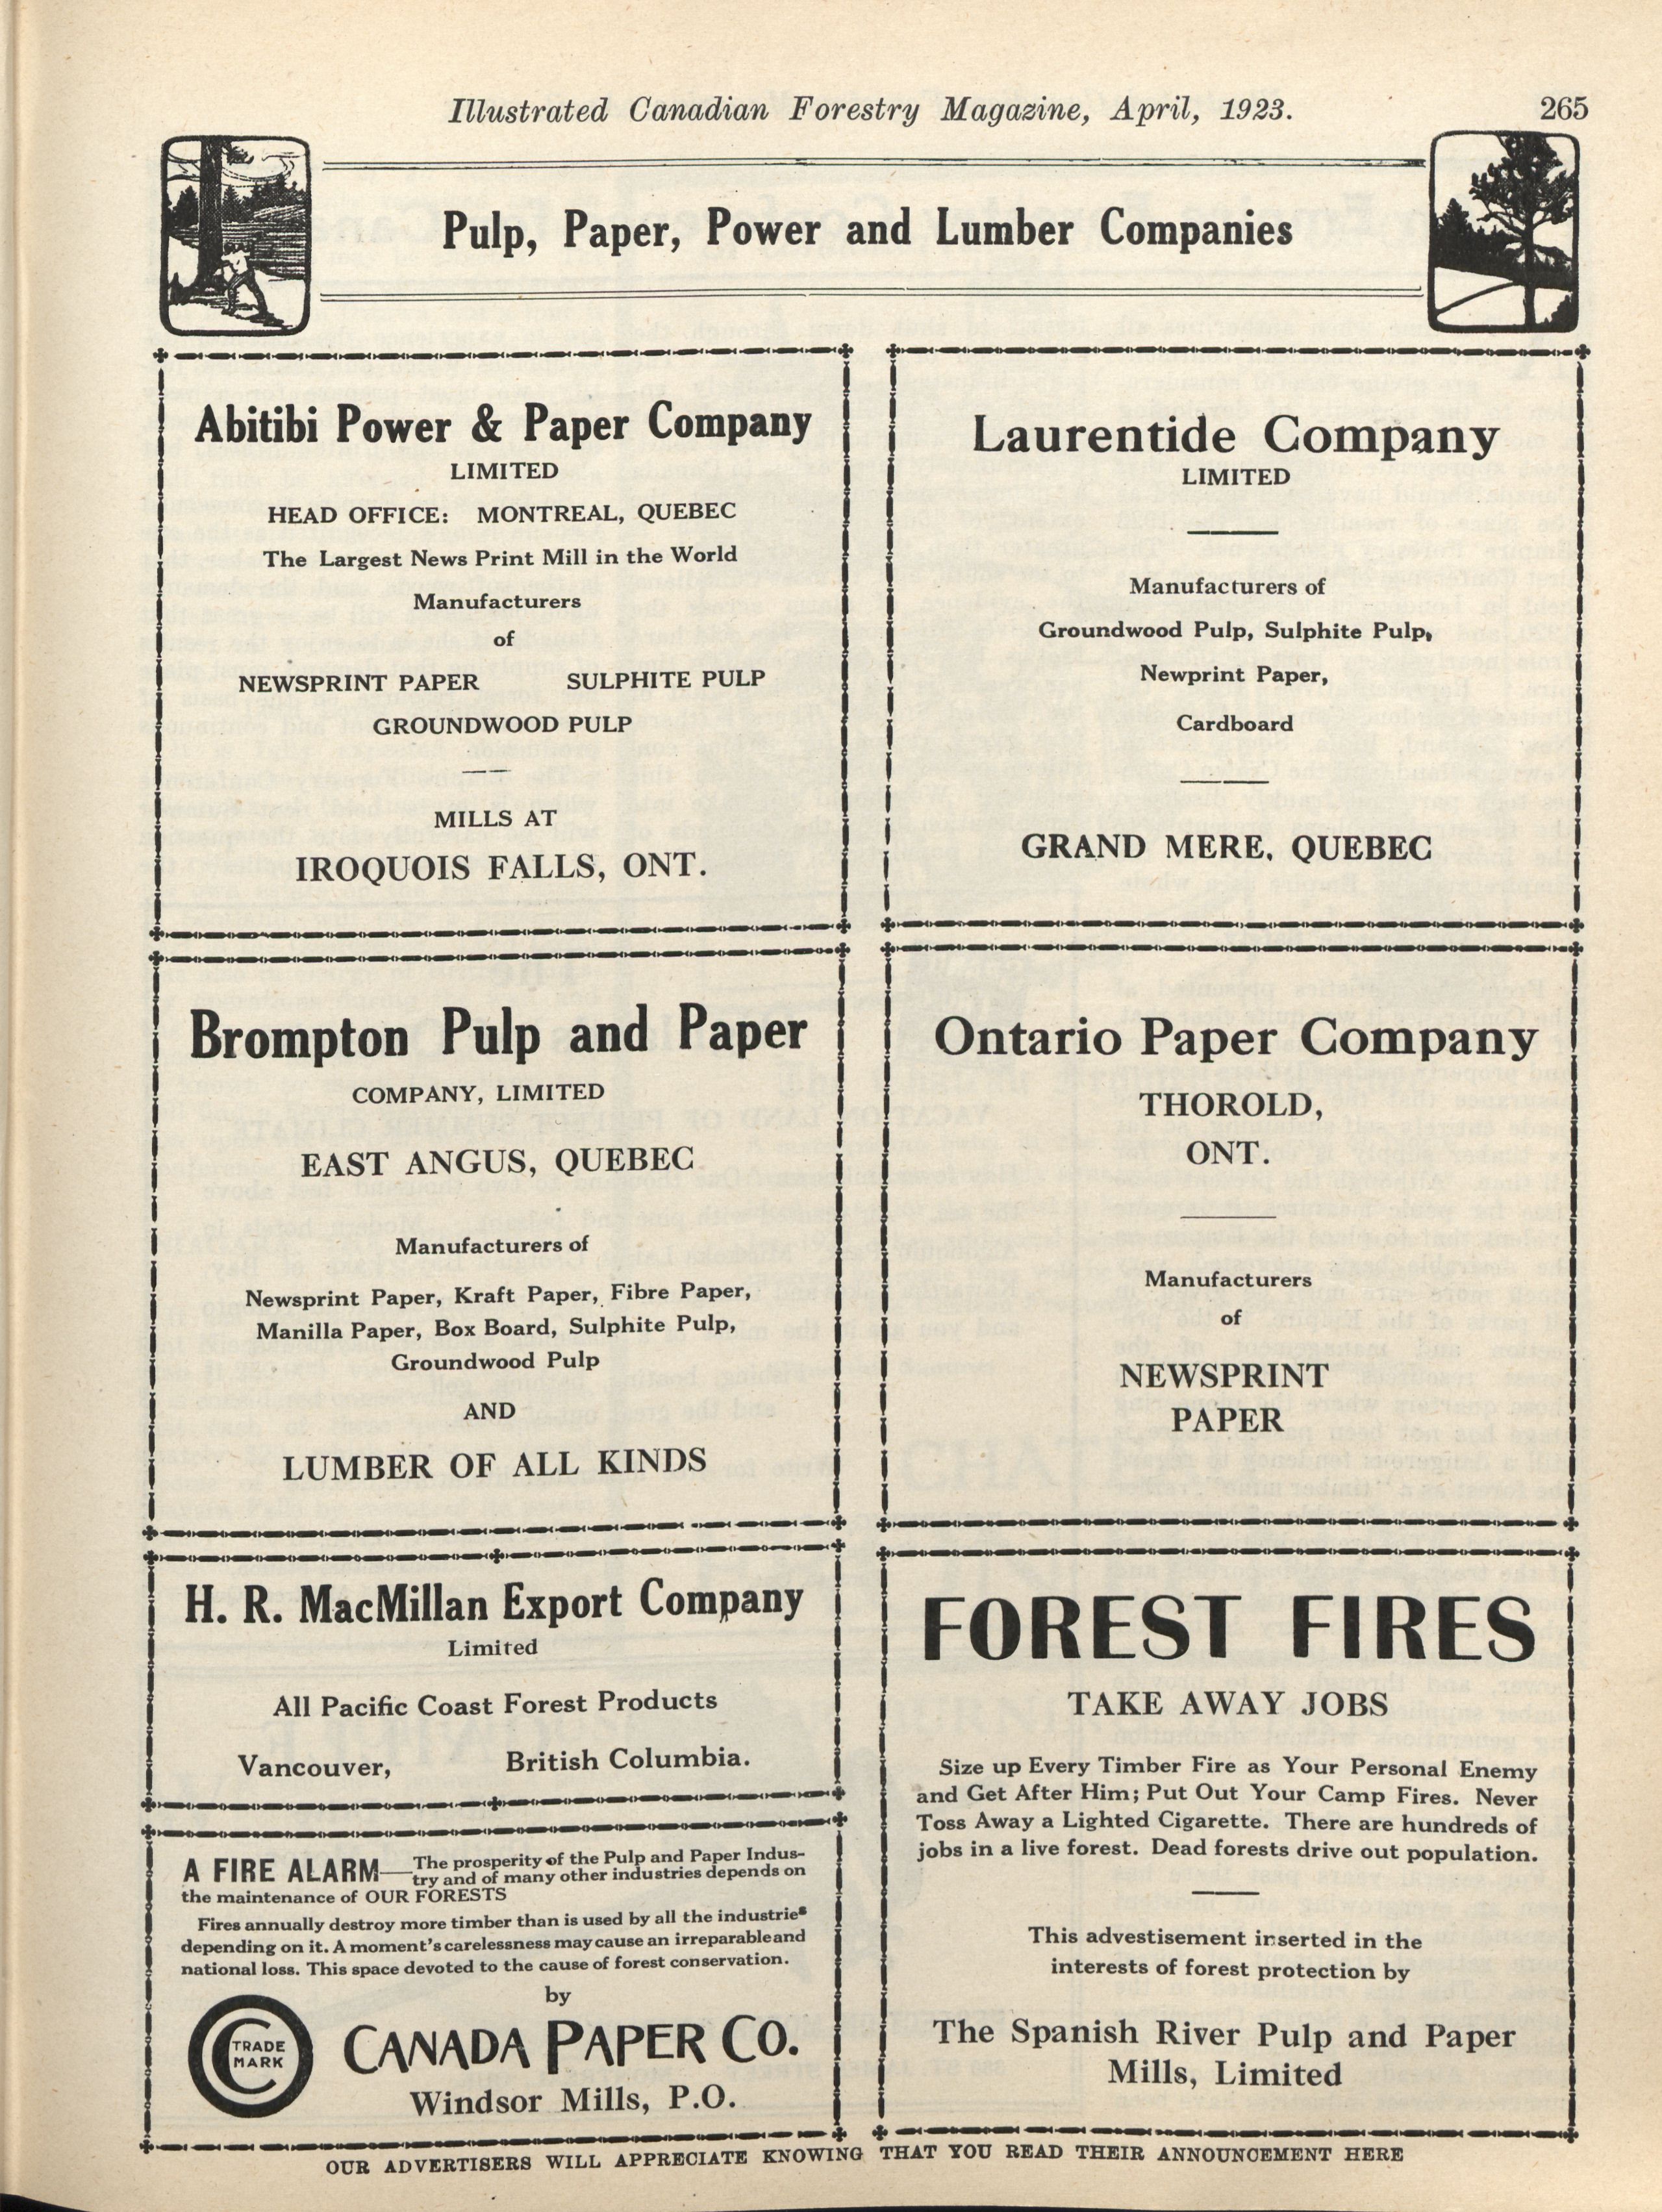 Illustrated Canadian Forestry Magazine, April, 1923.
265
Pulp, Paper, Power and Lumber Companies
Abitibi Power & Paper Company
LIMITED
HEAD OFFICE: MONTREAL, QUEBEC
The Largest News Print Mill in the World
Manufacturers
of
NEWSPRINT PAPER SULPHITE PULP
GROUNDWOOD PULP
MILLS AT
IROQUOIS FALLS, ONT.
Laurentide Company
LIMITED
Manufacturers of
Groundwood Pulp, Sulphite Pulp,
Newprint Paper,
Cardboard
GRAND MERE, QUEBEC
Brompton Pulp and Paper
COMPANY, LIMITED
EAST ANGUS, QUEBEC
Manufacturers of
Newsprint Paper, Kraft Paper, Fibre Paper,
Manilla Paper, Box Board, Sulphite Pulp,
Groundwood Pulp
AND
LUMBER OF ALL KINDS
Ontario Paper Company
THOROLD,
ONT.
Manufacturers
of
NEWSPRINT
PAPER
H. R. MacMillan Export Company
Limited
All Pacific Coast Forest Products
Vancouver, British Columbia.
A FIRE ALARM—The prosperity of the Pulp and Paper Indus-
try and of many other industries depends on
the maintenance of OUR FORESTS
Fires annually destroy more timber than is used by all the industries
depending on it. A moment's carelessness may cause an irreparable and
national loss. This space devoted to the cause of forest conservation.
by
TRADE
MARK
CANADA PAPER CO.
Windsor Mills, P.O.
FOREST FIRES
TAKE AWAY JOBS
Size up Every Timber Fire as Your Personal Enemy
and Get After Him; Put Out Your Camp Fires. Never
Toss Away a Lighted Cigarette. There are hundreds of
jobs in a live forest. Dead forests drive out population.
This advestisement inserted in the
interests of forest protection by
The Spanish River Pulp and Paper
Mills, Limited
OUR ADVERTISERS WILL APPRECIATE KNOWING THAT YOU READ THEIR ANNOUNCEMENT HERE